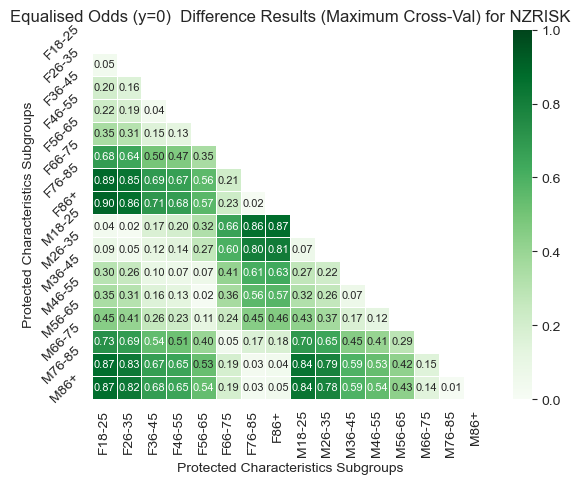 Equalised Odds (y=0)  Difference Results (Maximum Cross-Val) for NZRISK
Protected Characteristics Subgroups
F18-25
F26-35 0.05
F36-45 0.20 0.16
F46-55 0.22 0.19 0.04
F56-65 0.35 0.31 0.15 0.13
F66-75 0.68 0.64 0.50 0.47 0.35
F76-85 0.89 0.85 0.69 0.67 0.56 0.21
F86+ 0.90 0.86 0.71 0.68 0.57 0.23 0.02
M18-25 0.04 0.02 0.17 0.20 0.32 0.66 0.86 0.87
M26-35 0.09 0.05 0.12 0.14 0.27 0.60 0.80 0.81 0.07
M36-45 0.30 0.26 0.10 0.07 0.07 0.41 0.61 0.63 0.27 0.22
M46-55 0.35 0.31 0.16 0.13 0.02 0.36 0.56 0.57 0.32 0.26 0.07
M56-65 0.45 0.41 0.26 0.23 0.11 0.24 0.45 0.46 0.43 0.37 0.17 0.12
M66-75 0.73 0.69 0.54 0.51 0.40 0.05 0.17 0.18 0.70 0.65 0.45 0.41 0.29
M76-85 0.87 0.83 0.67 0.65 0.53 0.19 0.03 0.04 0.84 0.79 0.59 0.53 0.42 0.15
M86+ 0.87 0.82 0.68 0.65 0.54 0.19 0.03 0.05 0.84 0.78 0.59 0.54 0.43 0.14 0.01
F18-25 F26-35 F36-45 F46-55 F56-65 F66-75 F76-85 F86+ M18-25 M26-35 M36-45 M46-55 M56-65 M66-75 M76-85 M86+
Protected Characteristics Subgroups
1.0
0.8
0.6
0.4
0.2
0.0